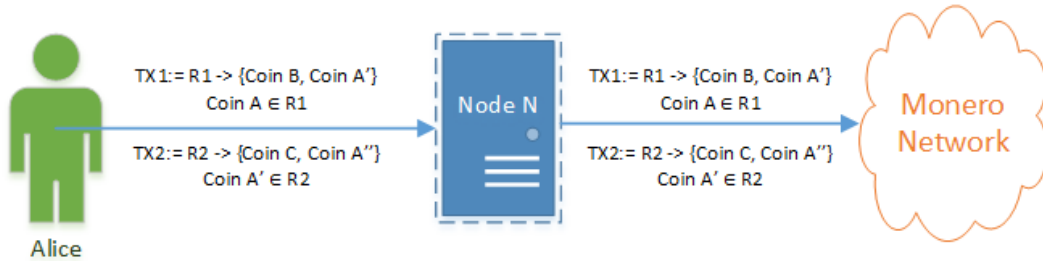 TX1:= R1 -> {Coin B, Coin A′}
Coin A ∈ R1
TX2:= R2 -> {Coin C, Coin A′′}
Coin A′ ∈ R2
Alice
Node N
TX1:= R1 -> {Coin B, Coin A′}
Coin A ∈ R1
TX2:= R2 -> {Coin C, Coin A′′}
Coin A′ ∈ R2
Monero
Network